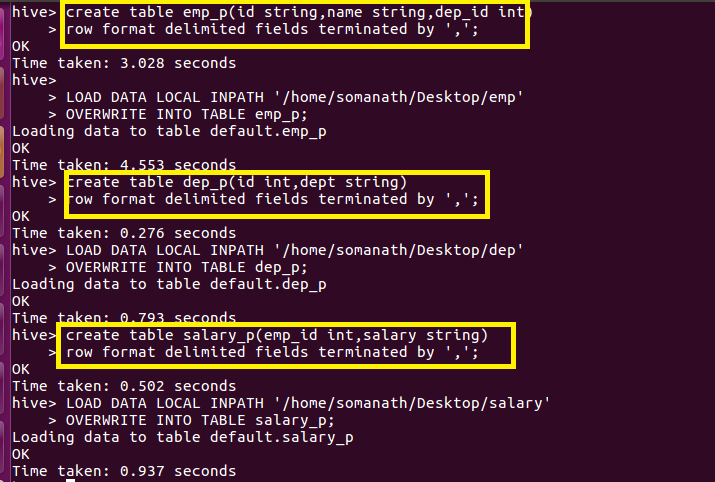 hive> create table emp_p(id string,name string,dep_id int)
> row format delimited fields terminated by ',';
OK
Time taken: 3.028 seconds
hive>
> LOAD DATA LOCAL INPATH '/home/somanath/Desktop/emp'
> OVERWRITE INTO TABLE emp_p;
Loading data to table default.emp_p
OK
Time taken: 4.553 seconds
hive> create table dep_p(id int,dept string)
> row format delimited fields terminated by ',';
OK
Time taken: 0.276 seconds
hive> LOAD DATA LOCAL INPATH '/home/somanath/Desktop/dep'
> OVERWRITE INTO TABLE dep_p;
Loading data to table default.dep_p
OK
Time taken: 0.793 seconds
hive> create table salary_p(emp_id int,salary string)
> row format delimited fields terminated by ',';
OK
Time taken: 0.502 seconds
hive> LOAD DATA LOCAL INPATH '/home/somanath/Desktop/salary'
> OVERWRITE INTO TABLE salary_p;
Loading data to table default.salary_p
OK
Time taken: 0.937 seconds